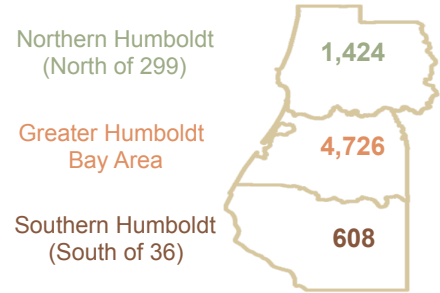 Northern Humboldt
(North of 299)
1,424
Greater Humboldt
Bay Area
4,726
Southern Humboldt
(South of 36)
608